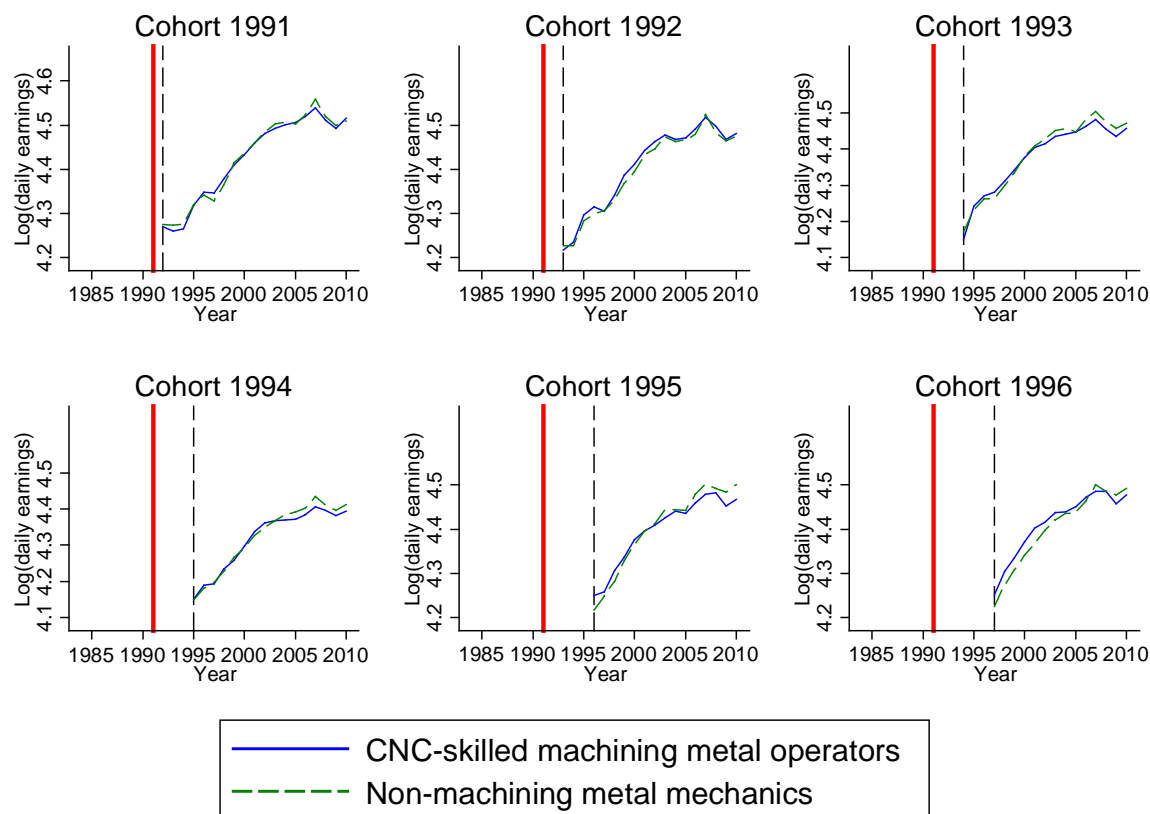 Cohort 1991
Log(daily earnings)
4.6
4.5
4.4
4.3
4.2
1985 1990 1995 2000 2005 2010
Year
Cohort 1992
Log(daily earnings)
4.5
4.4
4.3
4.2
1985 1990 1995 2000 2005 2010
Year
Cohort 1993
Log(daily earnings)
4.5
4.4
4.3
4.2
4.1
1985 1990 1995 2000 2005 2010
Year
Cohort 1994
Log(daily earnings)
4.5
4.4
4.3
4.2
4.1
1985 1990 1995 2000 2005 2010
Year
Cohort 1995
Log(daily earnings)
4.5
4.4
4.3
4.2
1985 1990 1995 2000 2005 2010
Year
Cohort 1996
Log(daily earnings)
4.5
4.4
4.3
4.2
1985 1990 1995 2000 2005 2010
Year
CNC-skilled machining metal operators
Non-machining metal mechanics